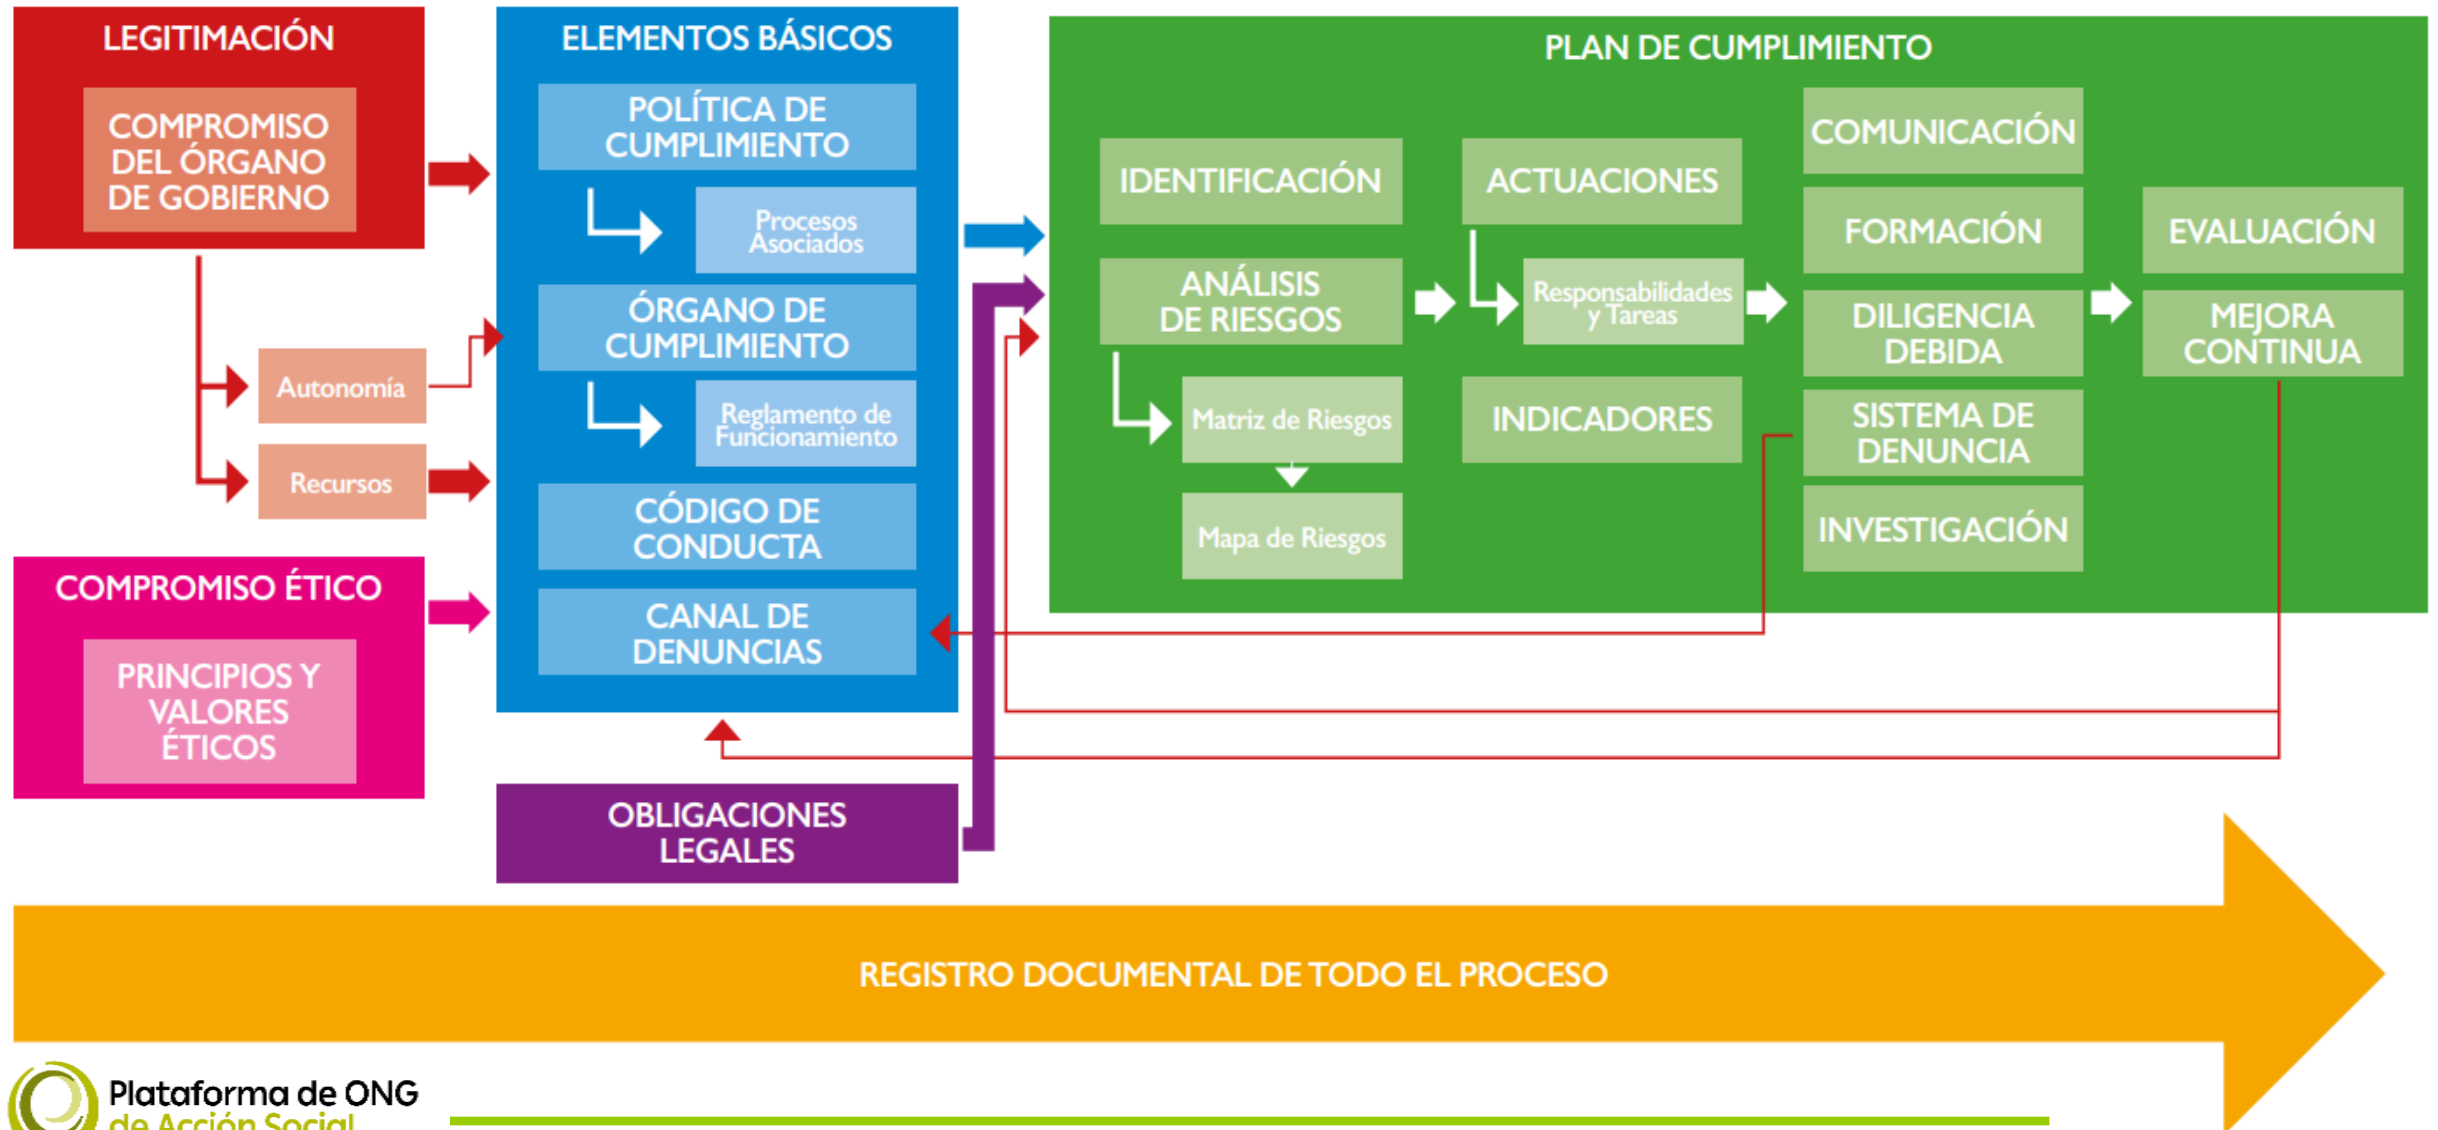 LEGITIMACIÓN
COMPROMISO
DEL ÓRGANO
DE GOBIERNO
Autonomía
Recursos
COMPROMISO ÉTICO
PRINCIPIOS Y
VALORES
ÉTICOS
ELEMENTOS BÁSICOS
POLÍTICA DE
CUMPLIMIENTO
Procesos
Asociados
ÓRGANO DE
CUMPLIMIENTO
Reglamento de
Funcionamiento
CÓDIGO DE
CONDUCTA
CANAL DE
DENUNCIAS
OBLIGACIONES
LEGALES
PLAN DE CUMPLIMIENTO
IDENTIFICACIÓN
ANÁLISIS
DE RIESGOS
Matriz de Riesgos
Mapa de Riesgos
ACTUACIONES
Responsabilidades
y Tareas
INDICADORES
COMUNICACIÓN
FORMACIÓN
DILIGENCIA
DEBIDA
SISTEMA DE
DENUNCIA
INVESTIGACIÓN
EVALUACIÓN
MEJORA
CONTINUA
REGISTRO DOCUMENTAL DE TODO EL PROCESO
Plataforma de ONG
de Acción Social